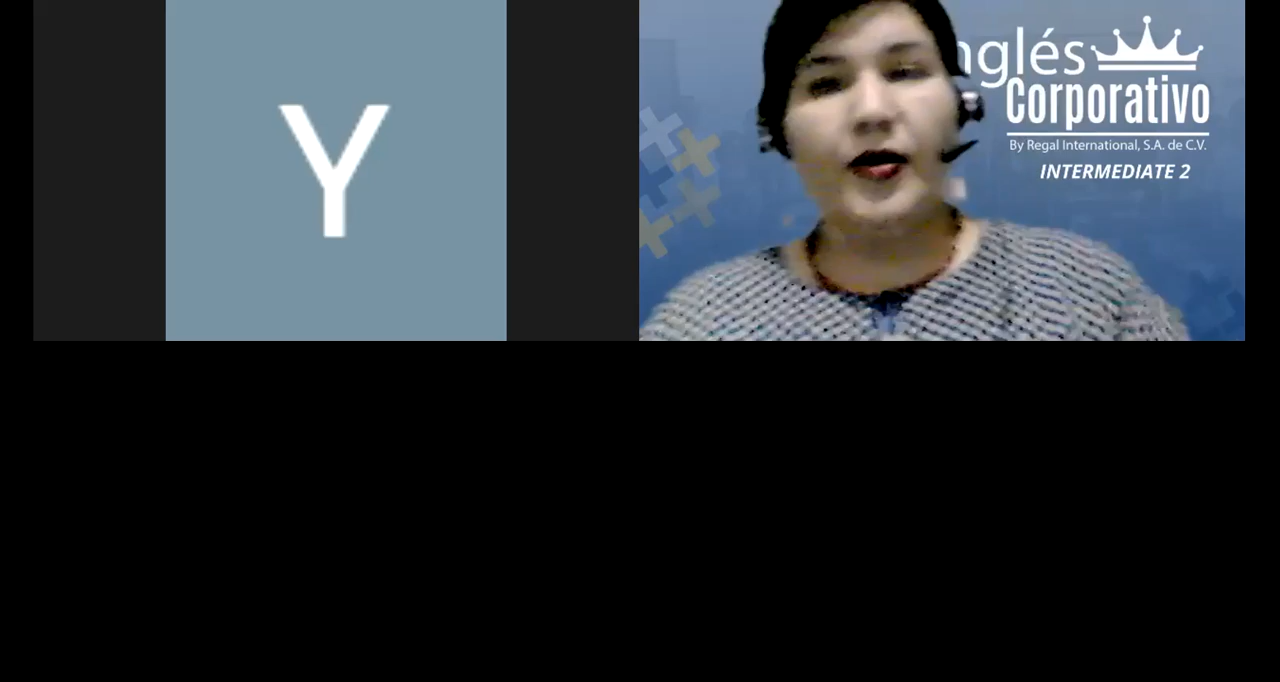 Y
nglés
Corporativo
By Regal International, S.A. de C.V.
INTERMEDIATE 2